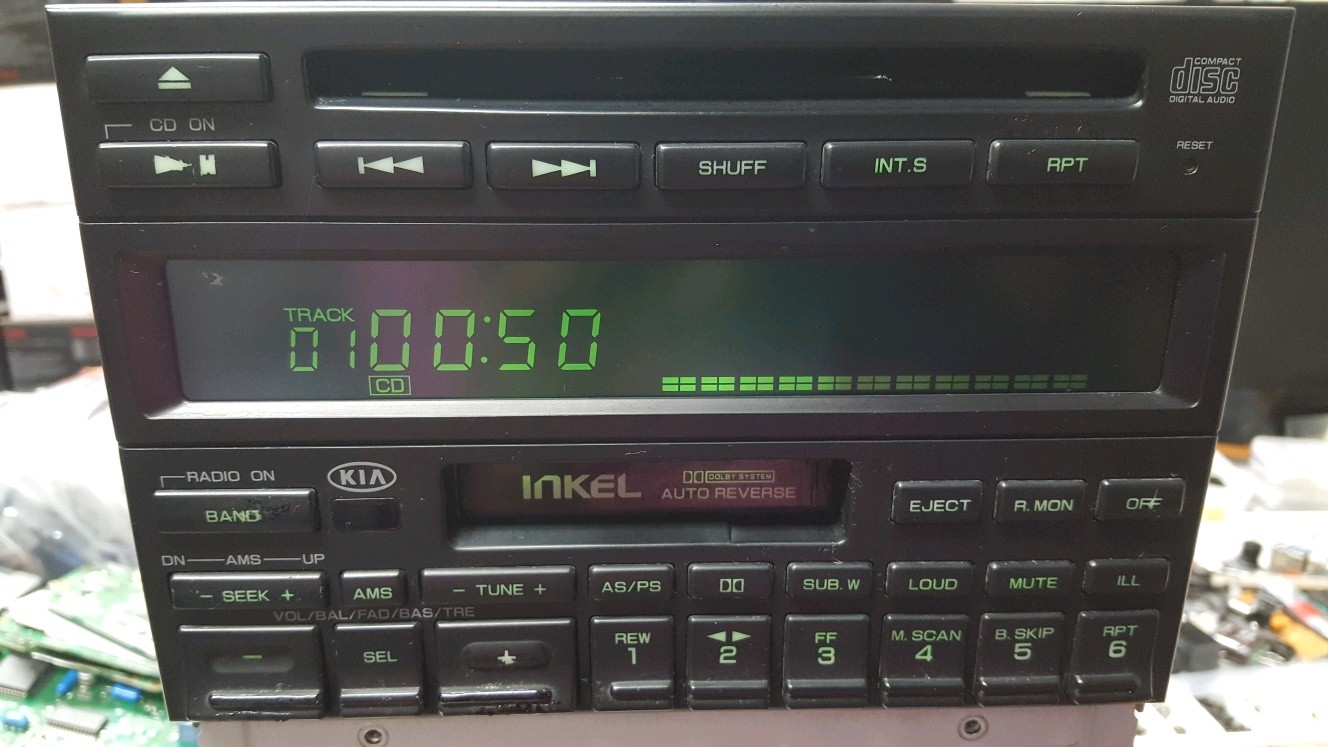 COMPACT
disc
DIGITAL AUDIO
CD ON
RESET
SHUFF INT.S RPT
TRACK
01 00:50
CD
RADIO ON
KIA
INKEL
DOLBY SYSTEM
AUTO REVERSE
BAND
EJECT R.MON OFF
DN AMS UP
- SEEK + AMS - TUNE + AS/PS SUB.W LOUD MUTE ILL
VOL/BAL/FAD/BAS/TRE
- SEL +
REW FF M. SCAN B. SKIP RPT
1 2 3 4 5 6